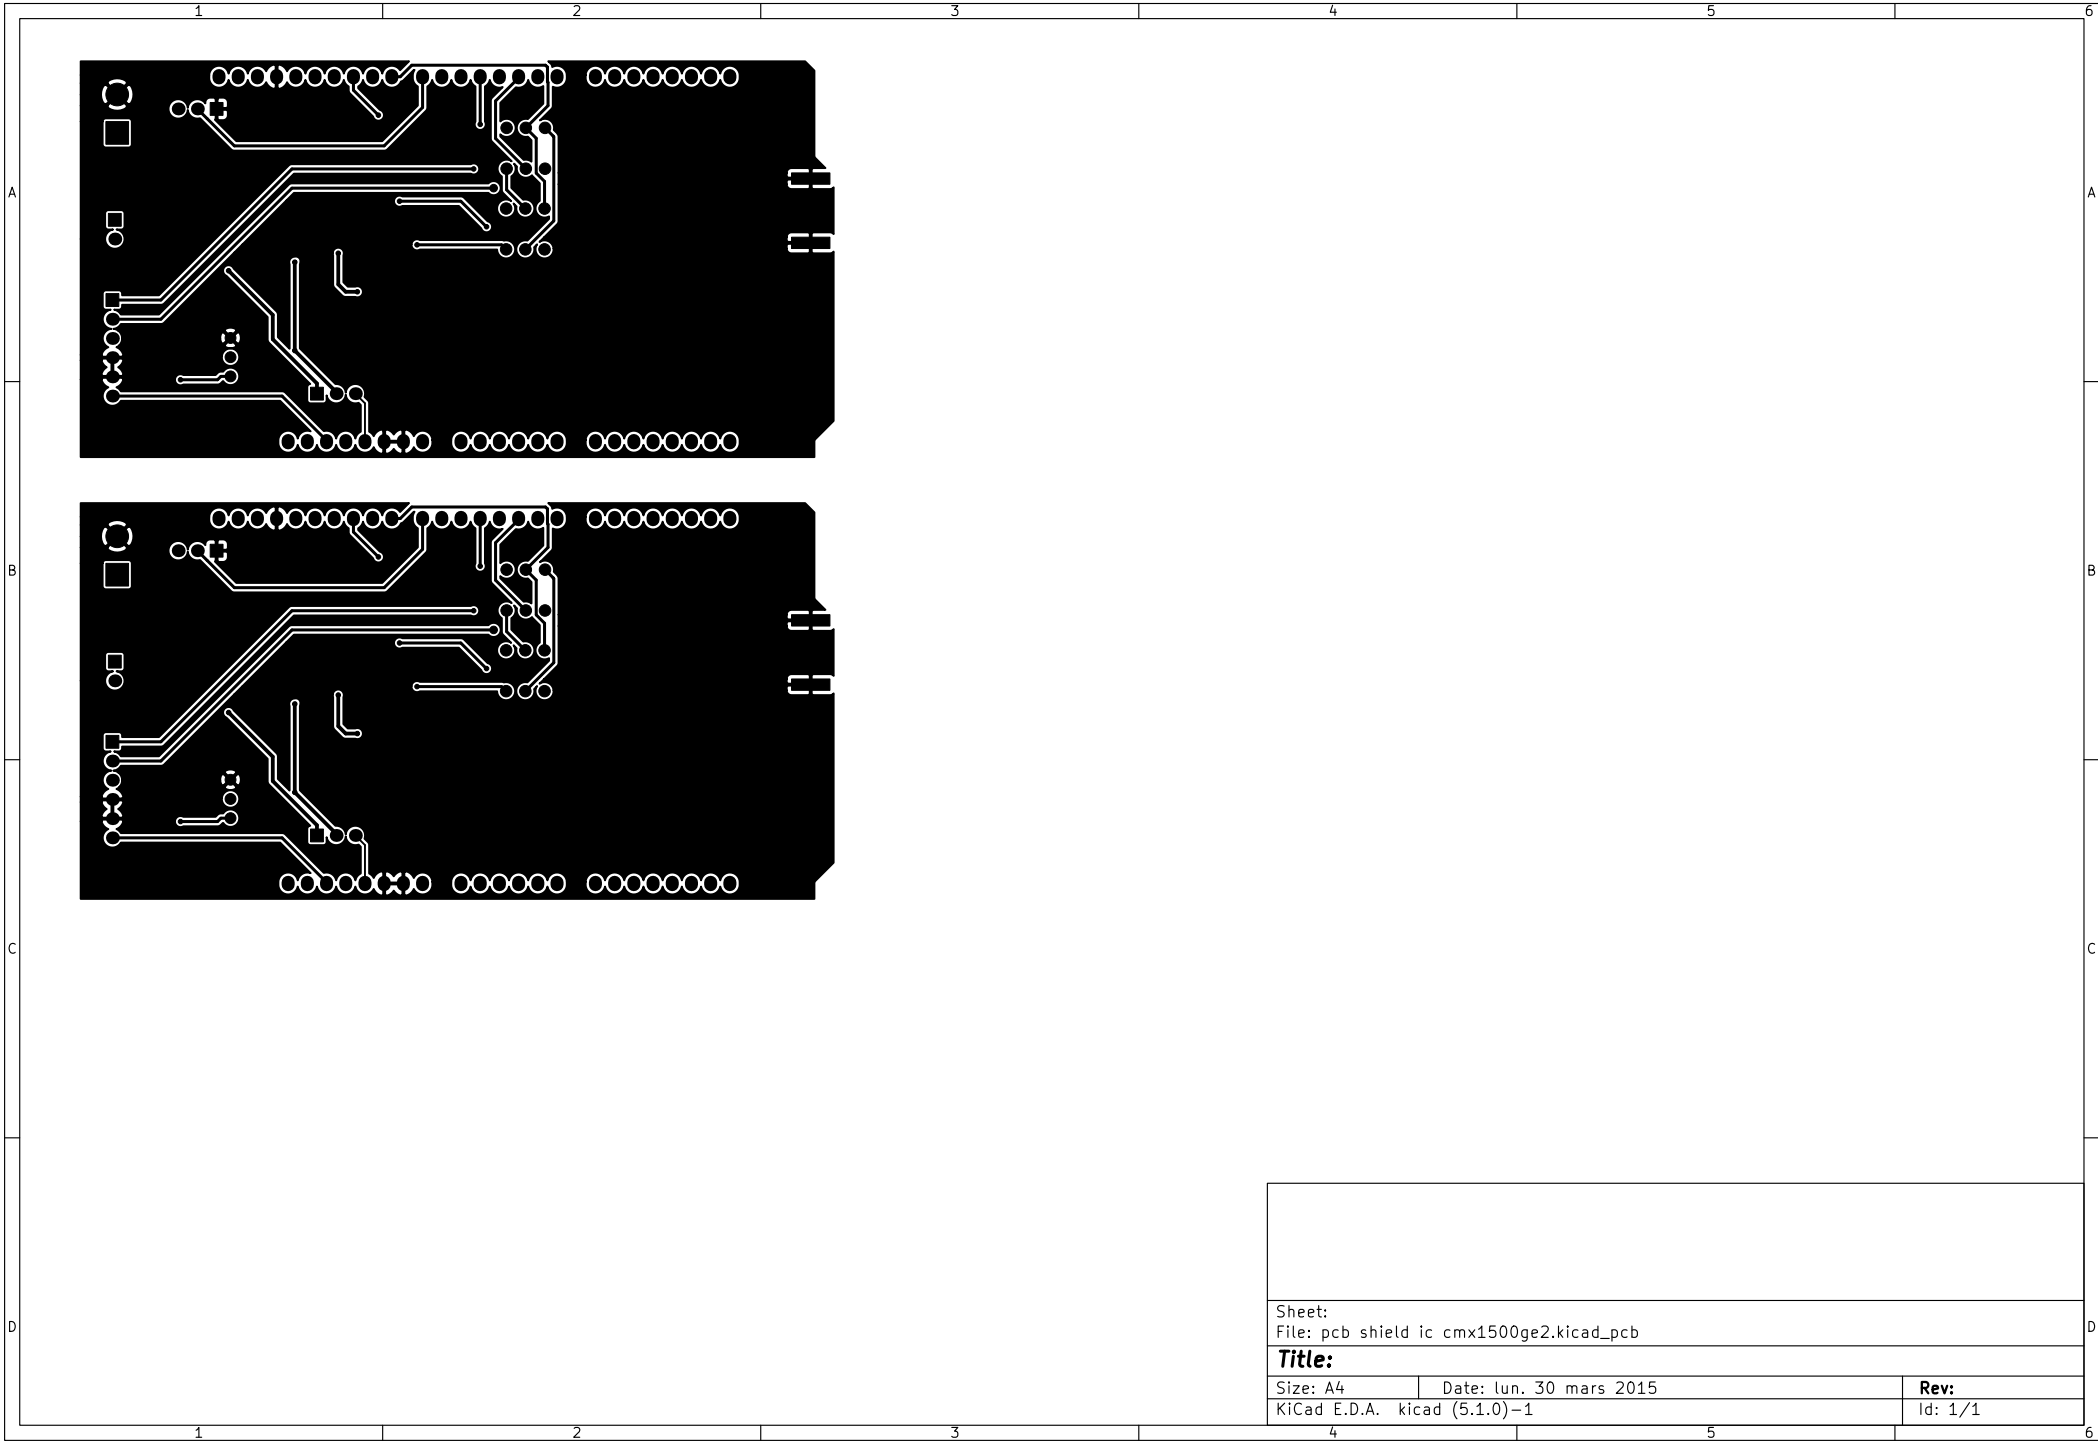 1 2 3 4 5 6
A A
B B
C C
D D
Sheet:
File: pcb shield ic cmx1500ge2.kicad_pcb
Title:
Size: A4 Date: lun. 30 mars 2015 Rev:
KiCad E.D.A. kicad (5.1.0)-1 Id: 1/1
1 2 3 4 5 6